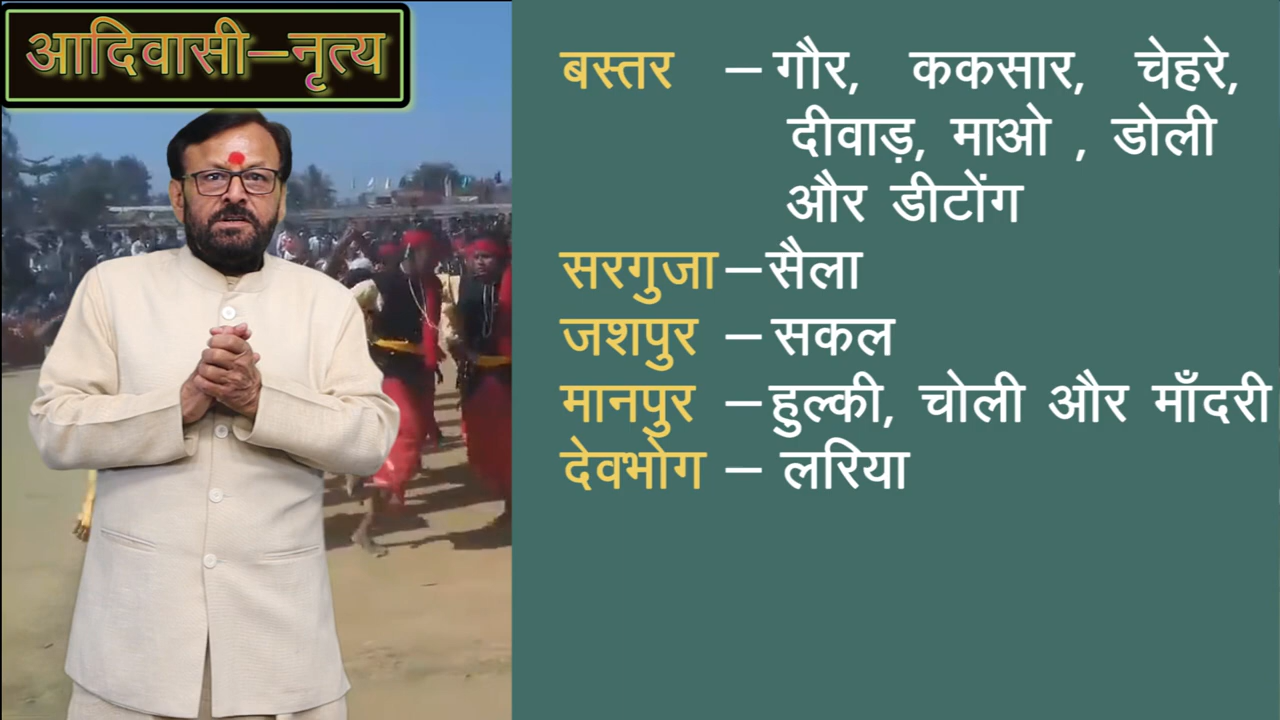 आदिवासी–नृत्य
बस्तर – गौर, ककसार, चेहरे,
दीवाड़, माओ , डोली
और डीटोंग
सरगुजा –सैला
जशपुर – सकल
मानपुर –हुल्की, चोली और माँदरी
देवभोग – लरिया